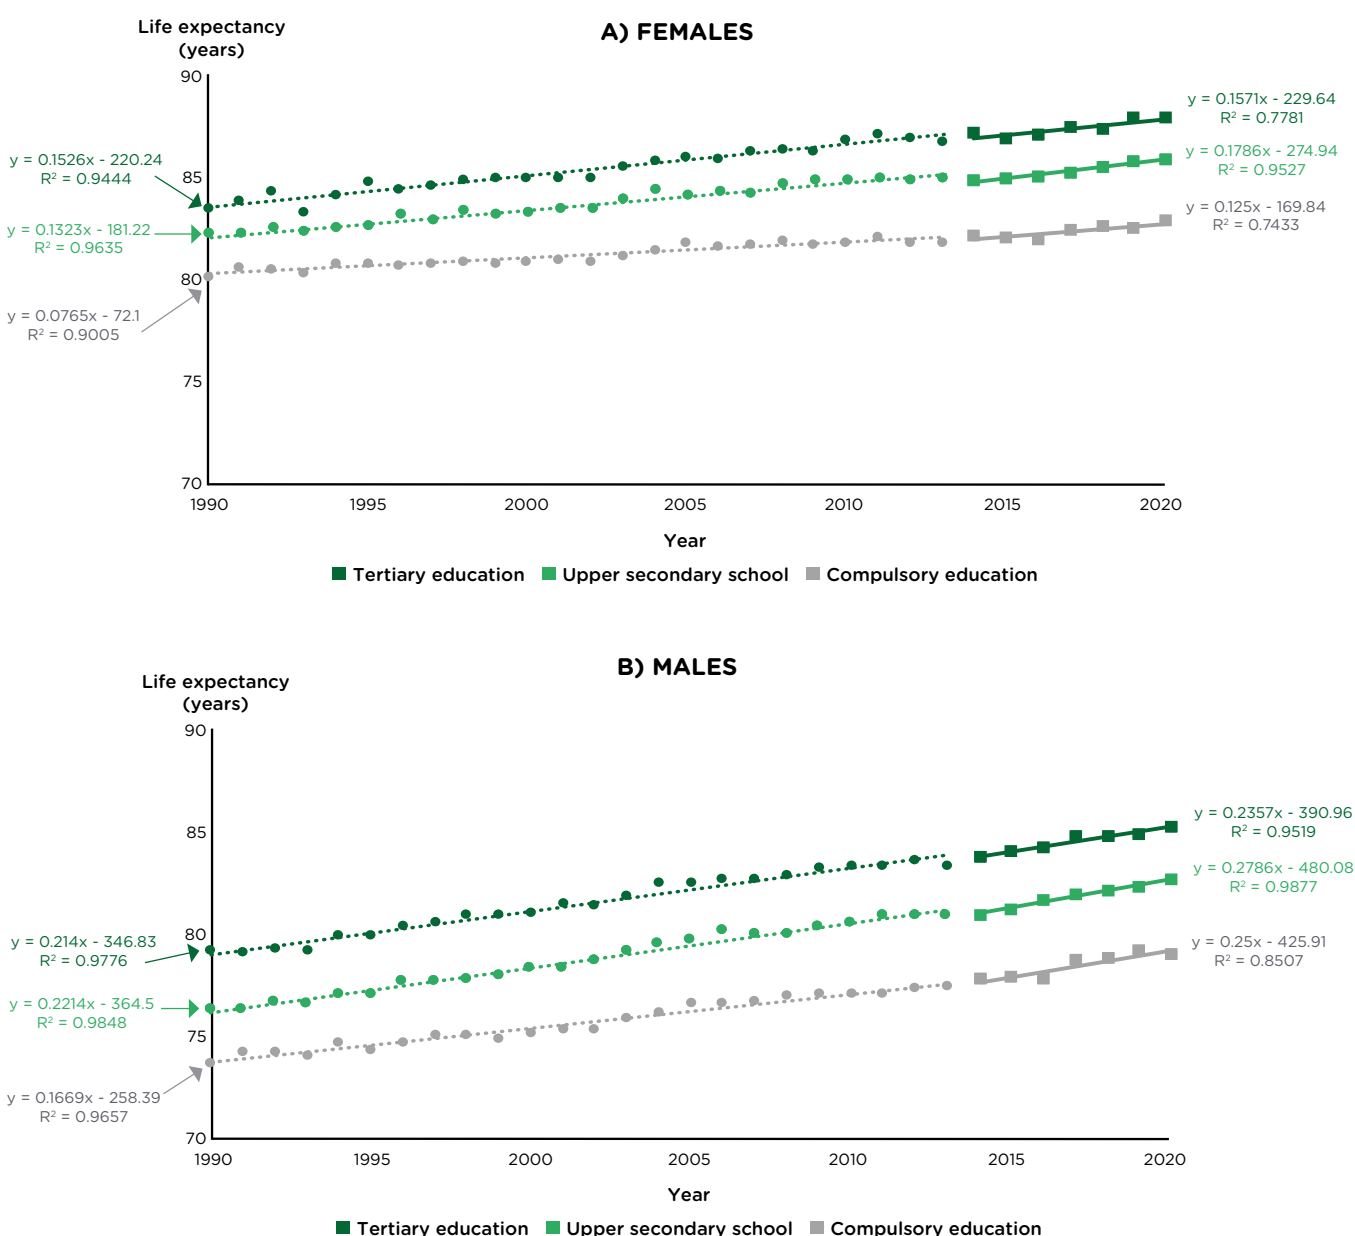 A) FEMALES
Life expectancy
(years)
90
85
80
75
70
y = 0.1526x - 220.24
R² = 0.9444
y = 0.1323x - 181.22
R² = 0.9635
y = 0.0765x - 72.1
R² = 0.9005
y = 0.1571x - 229.64
R² = 0.7781
y = 0.1786x - 274.94
R² = 0.9527
y = 0.125x - 169.84
R² = 0.7433
1990 1995 2000 2005 2010 2015 2020
Year
Tertiary education Upper secondary school Compulsory education
B) MALES
Life expectancy
(years)
90
85
80
75
70
y = 0.214x - 346.83
R² = 0.9776
y = 0.2214x - 364.5
R² = 0.9848
y = 0.1669x - 258.39
R² = 0.9657
y = 0.2357x - 390.96
R² = 0.9519
y = 0.2786x - 480.08
R² = 0.9877
y = 0.25x - 425.91
R² = 0.8507
1990 1995 2000 2005 2010 2015 2020
Year
Tertiary education Upper secondary school Compulsory education